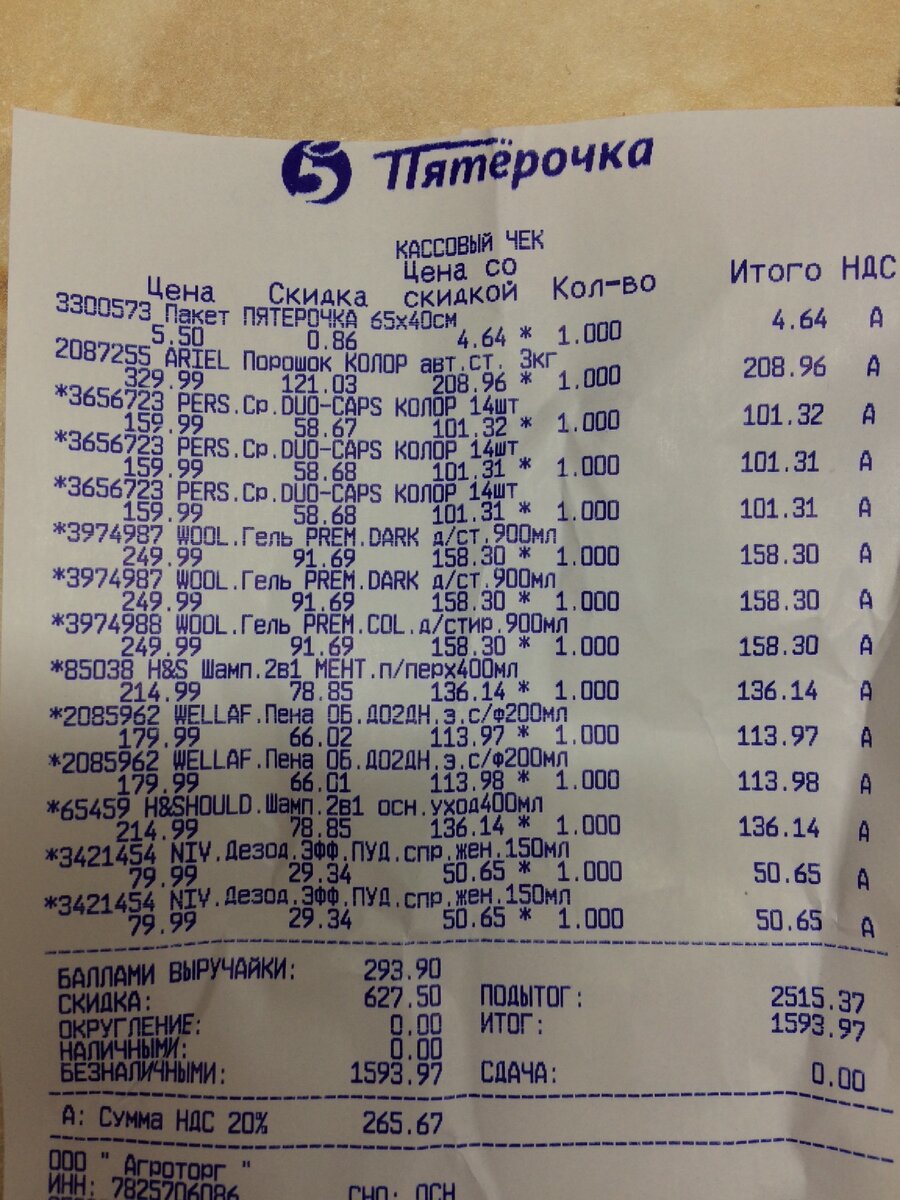 5 Пятёрочка
КАССОВЫЙ ЧЕК
Цена Скидка Цена со скидкой Кол-во Итого НДС
3300573 Пакет ПЯТЕРОЧКА 65х40см
5.50 0.86 4.64 * 1.000 4.64 А
2087255 ARIEL Порошок КОЛОР авт.ст. 3кг
329.99 121.03 208.96 * 1.000 208.96 А
*3656723 PERS.Ср.DUO-CAPS КОЛОР 14шт
159.99 58.67 101.32 * 1.000 101.32 А
*3656723 PERS.Ср.DUO-CAPS КОЛОР 14шт
159.99 58.68 101.31 * 1.000 101.31 А
*3656723 PERS.Ср.DUO-CAPS КОЛОР 14шт
159.99 58.68 101.31 * 1.000 101.31 А
*3974987 WOOL.Гель PREM.DARK д/ст.900мл
249.99 91.69 158.30 * 1.000 158.30 А
*3974987 WOOL.Гель PREM.DARK д/ст.900мл
249.99 91.69 158.30 * 1.000 158.30 А
*3974988 WOOL.Гель PREM.COL.д/стир.900мл
249.99 91.69 158.30 * 1.000 158.30 А
*85038 H&S Шамп.2в1 МЕНТ.п/перх400мл
214.99 78.85 136.14 * 1.000 136.14 А
*2085962 WELLAF.Пена ОБ.ДО2ДН.э.с/ф200мл
179.99 66.02 113.97 * 1.000 113.97 А
*2085962 WELLAF.Пена ОБ.ДО2ДН.э.с/ф200мл
179.99 66.01 113.98 * 1.000 113.98 А
*65459 H&SHOULD.Шамп.2в1 осн.уход400мл
214.99 78.85 136.14 * 1.000 136.14 А
*3421454 NIV.Дезод.Эфф.ПУД.спр.жен.150мл
79.99 29.34 50.65 * 1.000 50.65 А
*3421454 NIV.Дезод.Эфф.ПУД.спр.жен.150мл
79.99 29.34 50.65 * 1.000 50.65 А
БАЛЛАМИ ВЫРУЧАЙКИ: 293.90
СКИДКА: 627.50 ПОДЫТОГ: 2515.37
ОКРУГЛЕНИЕ: 0.00 ИТОГ: 1593.97
НАЛИЧНЫМИ: 0.00
БЕЗНАЛИЧНЫМИ: 1593.97 СДАЧА: 0.00
А: Сумма НДС 20% 265.67
ООО " Агроторг "
ИНН: 7825706086 СНО: ОСН